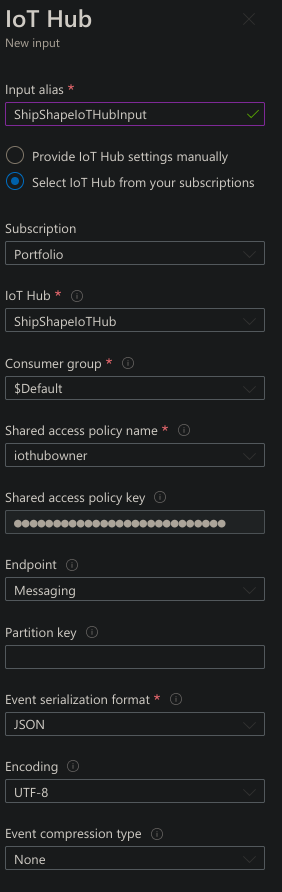 IoT Hub
New input
Input alias *
ShipShapeIoTHubInput
Provide IoT Hub settings manually
Select IoT Hub from your subscriptions
Subscription
Portfolio
IoT Hub *
ShipShapeIoTHub
Consumer group *
$Default
Shared access policy name *
iothubowner
Shared access policy key
●●●●●●●●●●●●●●●●●●●●●●●●●●●
Endpoint
Messaging
Partition key
Event serialization format *
JSON
Encoding
UTF-8
Event compression type
None